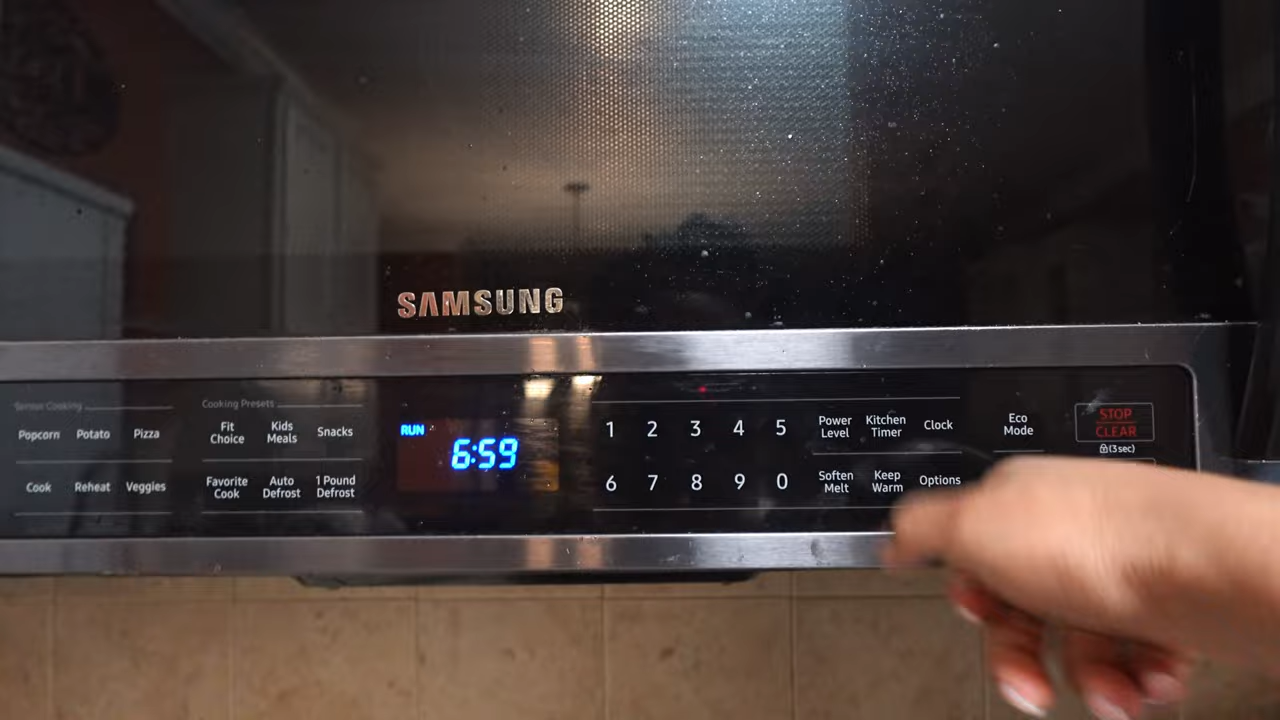 SAMSUNG
Sensor Cooking
Popcorn
Potato
Pizza
Cook
Reheat
Veggies
Cooking Presets
Fit
Choice
Kids
Meals
Snacks
Favorite
Cook
Auto
Defrost
1 Pound
Defrost
RUN
6:59
1 2 3 4 5
6 7 8 9 0
Power
Level
Kitchen
Timer
Clock
Soften
Melt
Keep
Warm
Options
Eco
Mode
STOP
CLEAR
(3 sec)